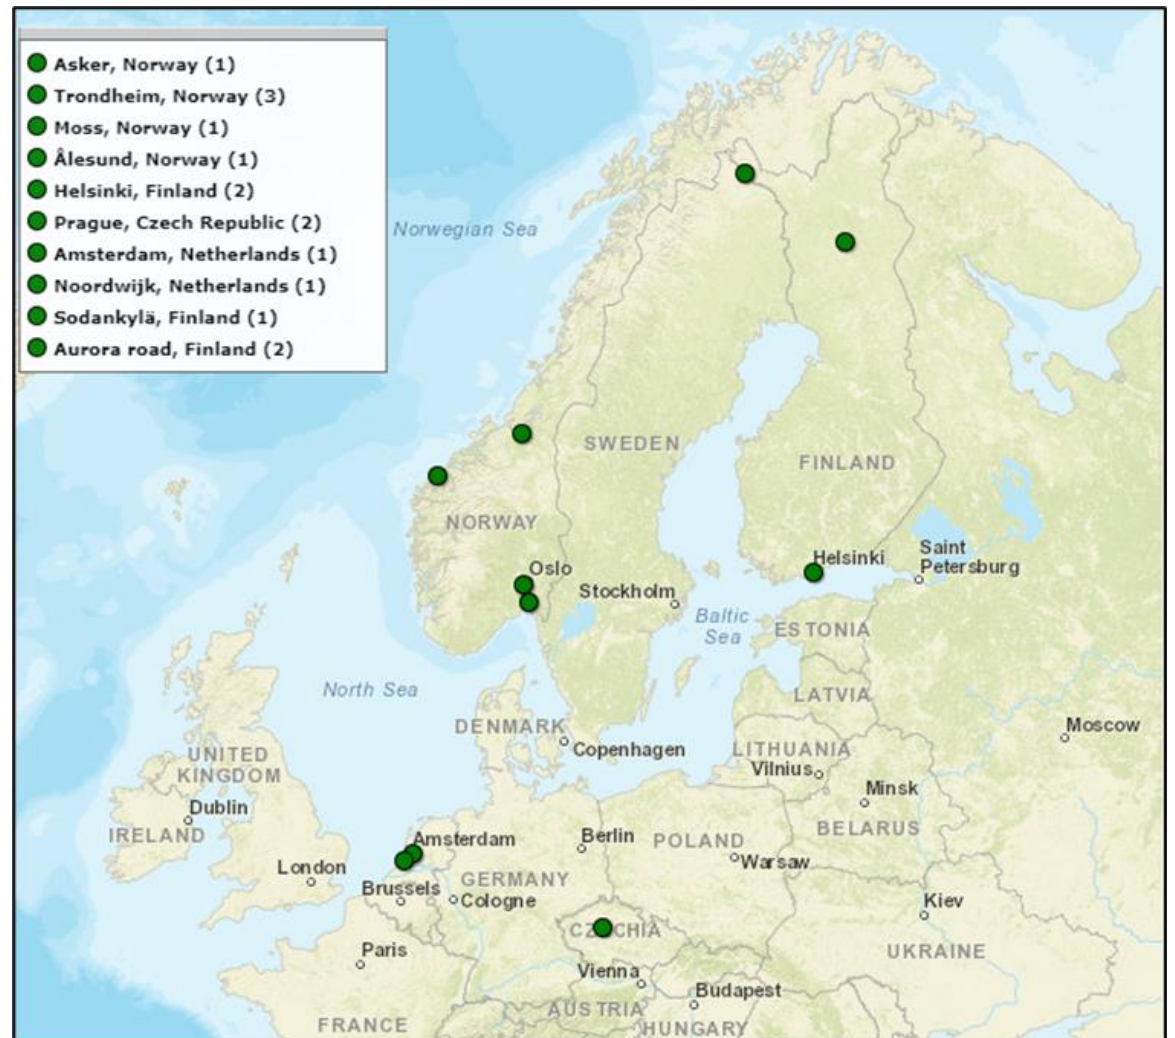 Asker, Norway (1)
Trondheim, Norway (3)
Moss, Norway (1)
Ålesund, Norway (1)
Helsinki, Finland (2)
Prague, Czech Republic (2)
Amsterdam, Netherlands (1)
Noordwijk, Netherlands (1)
Sodankylä, Finland (1)
Aurora road, Finland (2)
Norwegian Sea
SWEDEN
FINLAND
NORWAY
Oslo
Helsinki
Saint
Petersburg
Stockholm
Baltic
Sea
ESTONIA
North Sea
LATVIA
DENMARK
Copenhagen
LITHUANIA
Vilnius
Moscow
UNITED
KINGDOM
Minsk
Dublin
IRELAND
BELARUS
Amsterdam
Berlin
POLAND
Warsaw
London
Brussels
GERMANY
Cologne
Kiev
CZECHIA
Paris
UKRAINE
Vienna
Budapest
AUSTRIA
FRANCE
HUNGARY